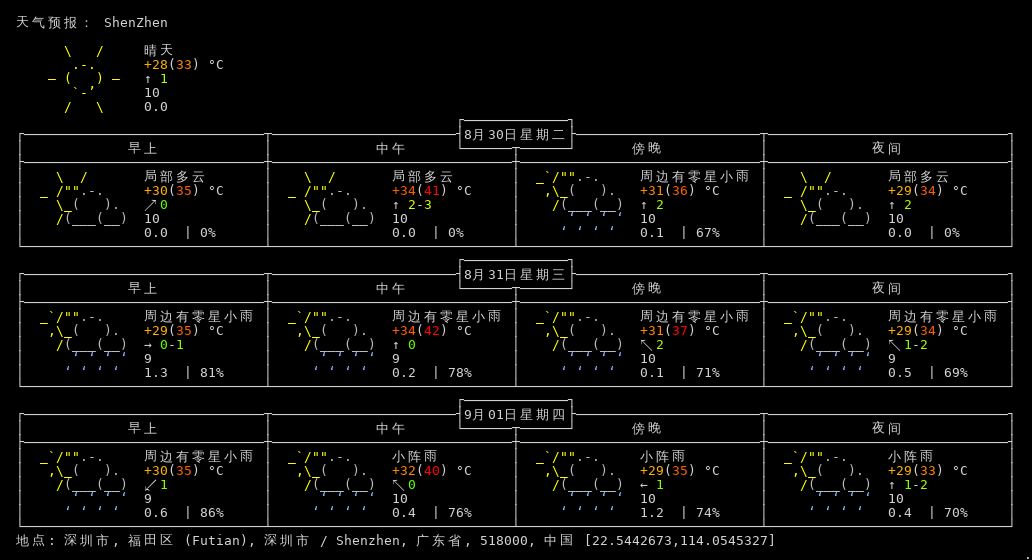 天气预报： ShenZhen
晴天
+28(33) °C
↑ 1
10
0.0
8月30日星期二
早上 中午 傍晚 夜间
局部多云 局部多云 周边有零星小雨 局部多云
+30(35) °C +34(41) °C +31(36) °C +29(34) °C
↗0 ↑ 2-3 ↑ 2 ↑ 2
10 10 10 10
0.0 | 0% 0.0 | 0% 0.1 | 67% 0.0 | 0%
8月31日星期三
早上 中午 傍晚 夜间
周边有零星小雨 周边有零星小雨 周边有零星小雨 周边有零星小雨
+29(35) °C +34(42) °C +31(37) °C +29(34) °C
→ 0-1 ↑ 0 ↖2 ↖1-2
9 9 10 9
1.3 | 81% 0.2 | 78% 0.1 | 71% 0.5 | 69%
9月01日星期四
早上 中午 傍晚 夜间
周边有零星小雨 小阵雨 小阵雨 小阵雨
+30(35) °C +32(40) °C +29(35) °C +29(33) °C
↙1 ↖0 ← 1 ↑ 1-2
9 10 10 10
0.6 | 86% 0.4 | 76% 1.2 | 74% 0.4 | 70%
地点: 深圳市, 福田区 (Futian), 深圳市 / Shenzhen, 广东省, 518000, 中国 [22.5442673,114.0545327]